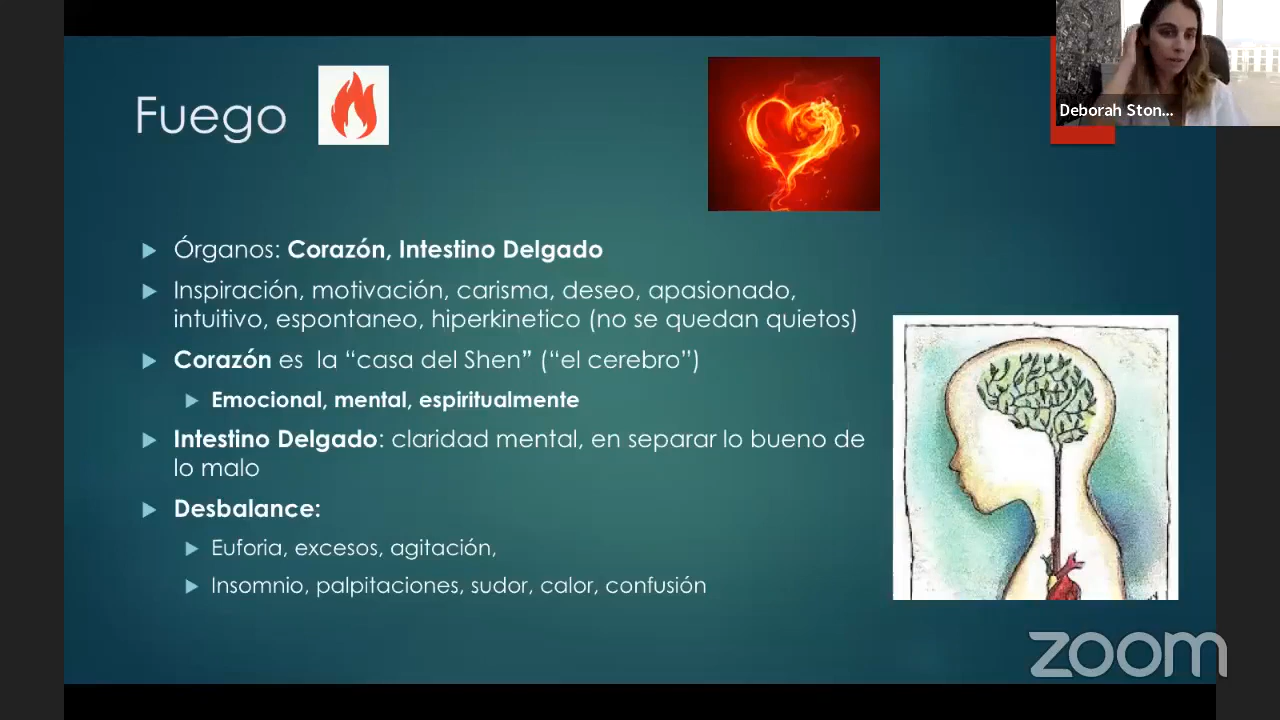 Fuego
Deborah Ston...
Órganos: Corazón, Intestino Delgado
Inspiración, motivación, carisma, deseo, apasionado,
intuitivo, espontaneo, hiperkinetico (no se quedan quietos)
Corazón es la “casa del Shen” (“el cerebro”)
Emocional, mental, espiritualmente
Intestino Delgado: claridad mental, en separar lo bueno de
lo malo
Desbalance:
Euforia, excesos, agitación,
Insomnio, palpitaciones, sudor, calor, confusión
zoom